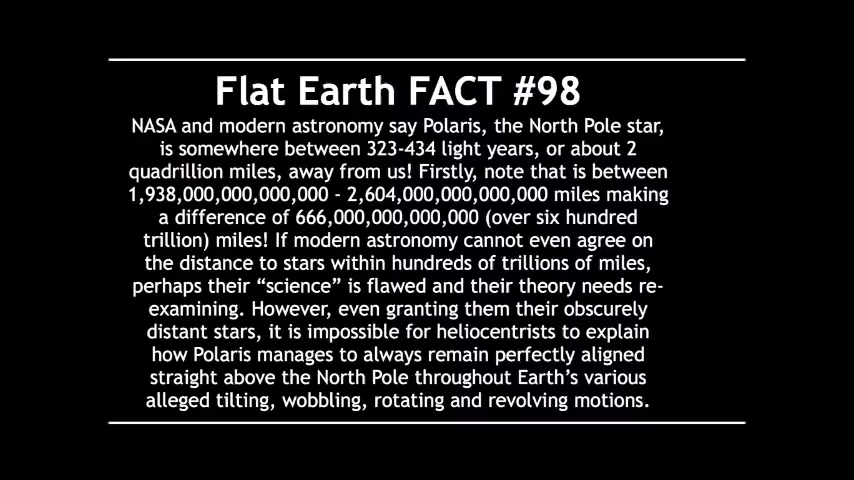 Flat Earth FACT #98
NASA and modern astronomy say Polaris, the North Pole star,
is somewhere between 323-434 light years, or about 2
quadrillion miles, away from us! Firstly, note that is between
1,938,000,000,000,000 - 2,604,000,000,000,000 miles making
a difference of 666,000,000,000,000 (over six hundred
trillion) miles! If modern astronomy cannot even agree on
the distance to stars within hundreds of trillions of miles,
perhaps their “science” is flawed and their theory needs re-
examining. However, even granting them their obscurely
distant stars, it is impossible for heliocentrists to explain
how Polaris manages to always remain perfectly aligned
straight above the North Pole throughout Earth’s various
alleged tilting, wobbling, rotating and revolving motions.